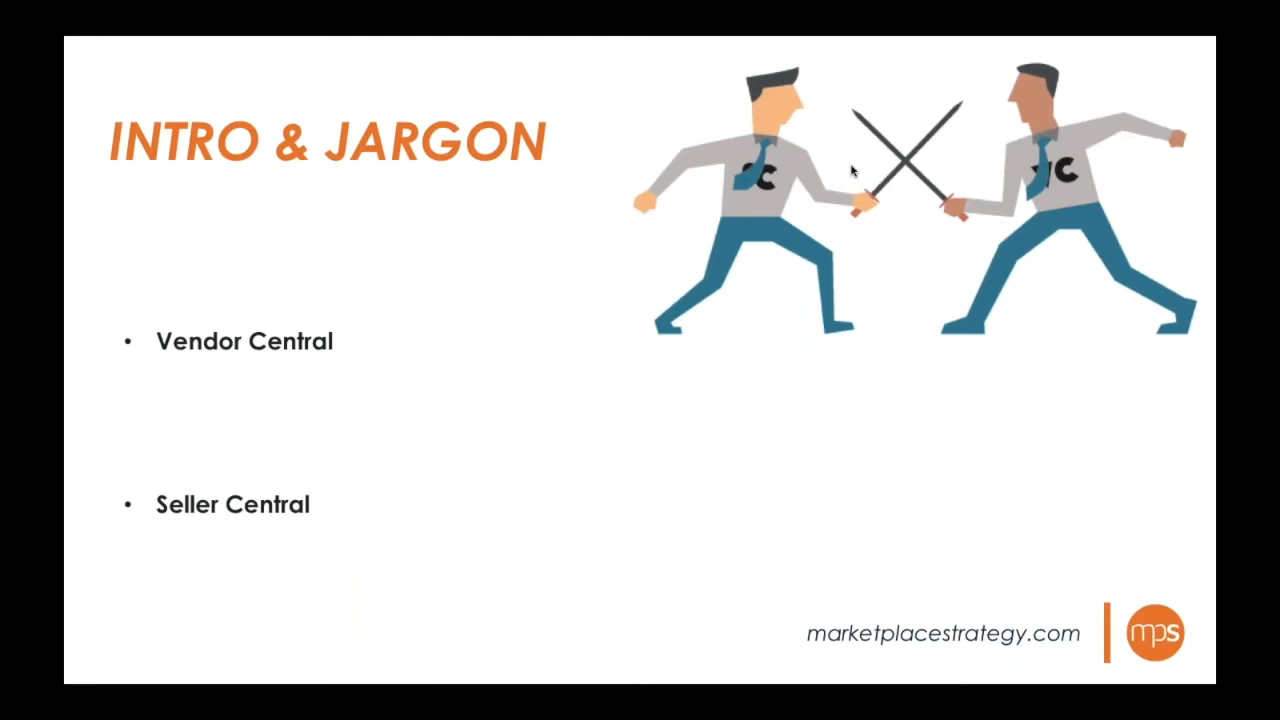 INTRO & JARGON
• Vendor Central
• Seller Central
marketplacestrategy.com
mps